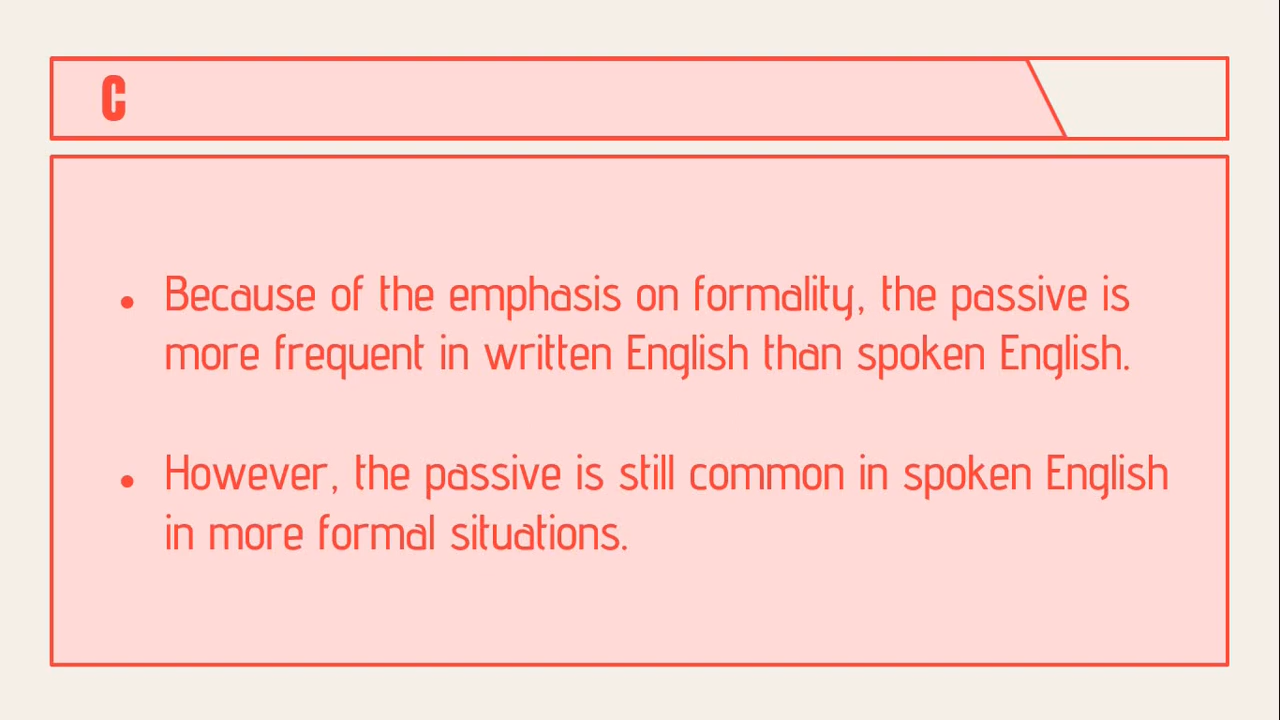 C
• Because of the emphasis on formality, the passive is
more frequent in written English than spoken English.
• However, the passive is still common in spoken English
in more formal situations.